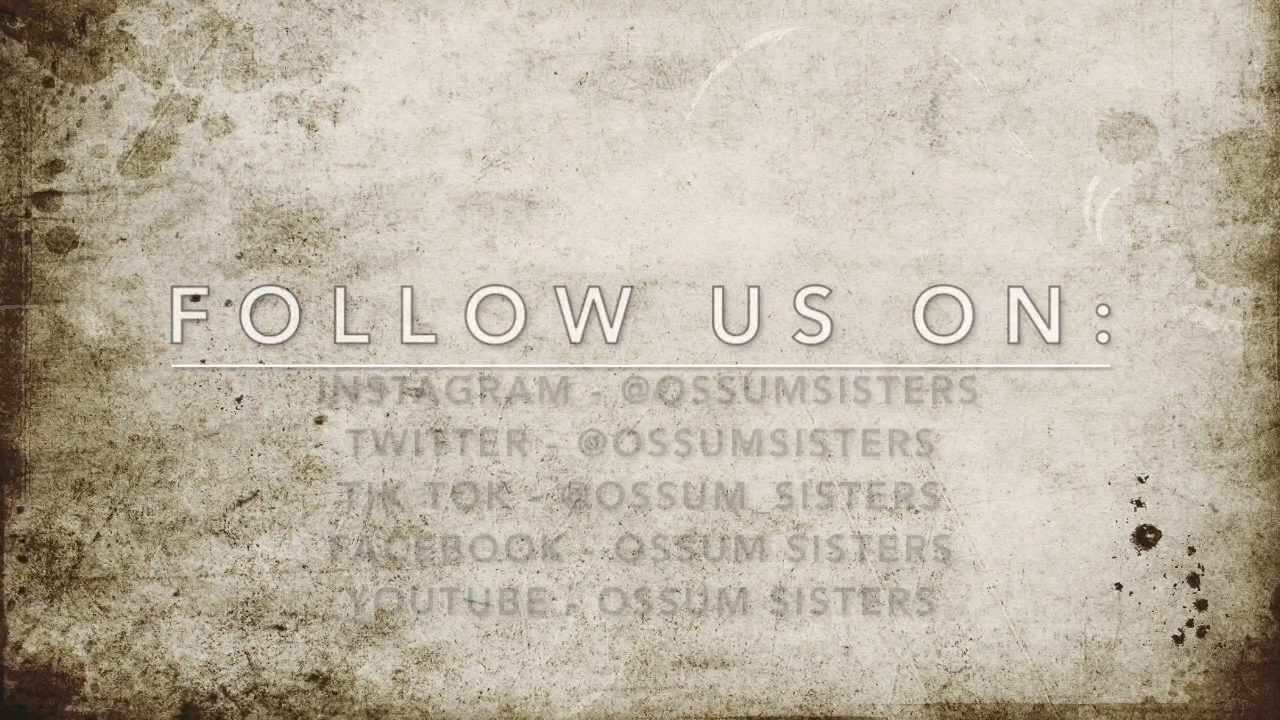 FOLLOW US ON:
INSTAGRAM - @OSSUMSISTERS
TWITTER - @OSSUMSISTERS
TIK TOK - @OSSUM_SISTERS
FACEBOOK - OSSUM SISTERS
YOUTUBE - OSSUM SISTERS